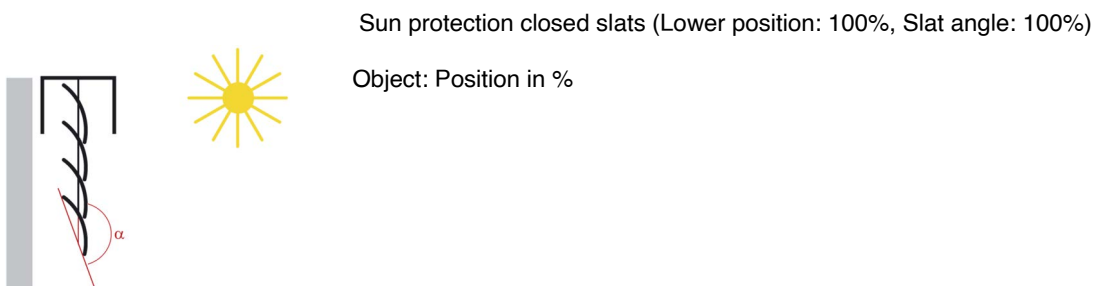 Sun protection closed slats (Lower position: 100%, Slat angle: 100%)
Object: Position in %
α